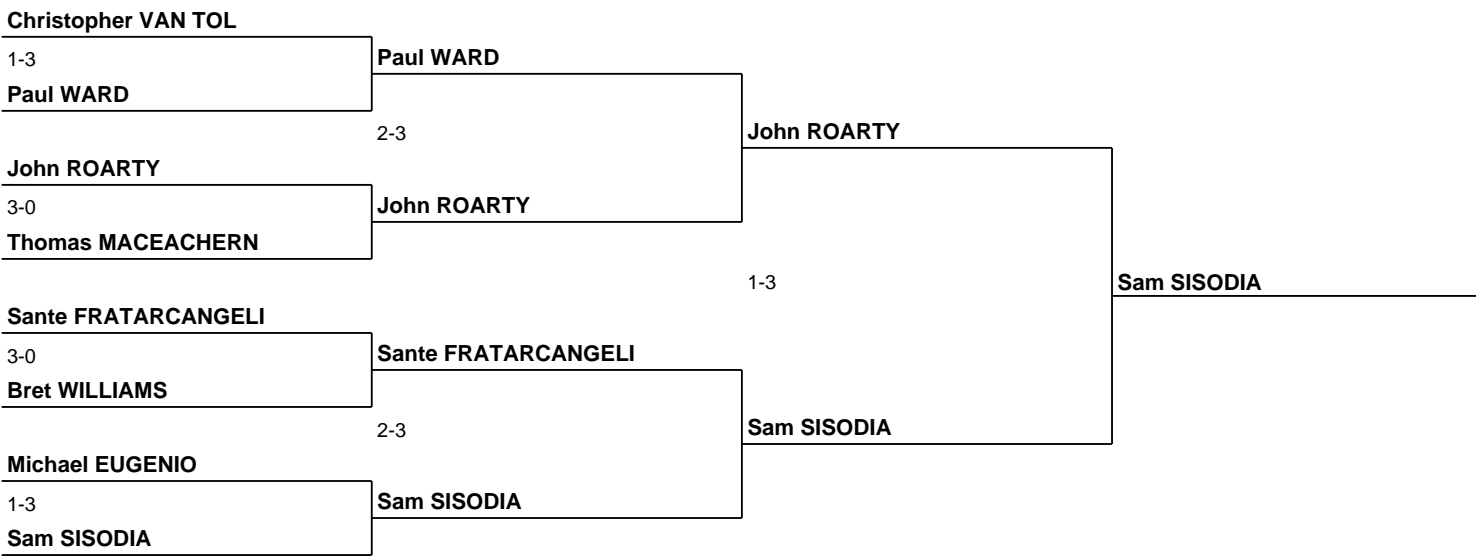 Christopher VAN TOL
1-3
Paul WARD
Paul WARD
2-3
John ROARTY
John ROARTY
3-0
John ROARTY
Thomas MACEACHERN
1-3
Sam SISODIA
Sante FRATARCANGELI
3-0
Sante FRATARCANGELI
Bret WILLIAMS
2-3
Sam SISODIA
Michael EUGENIO
1-3
Sam SISODIA
Sam SISODIA